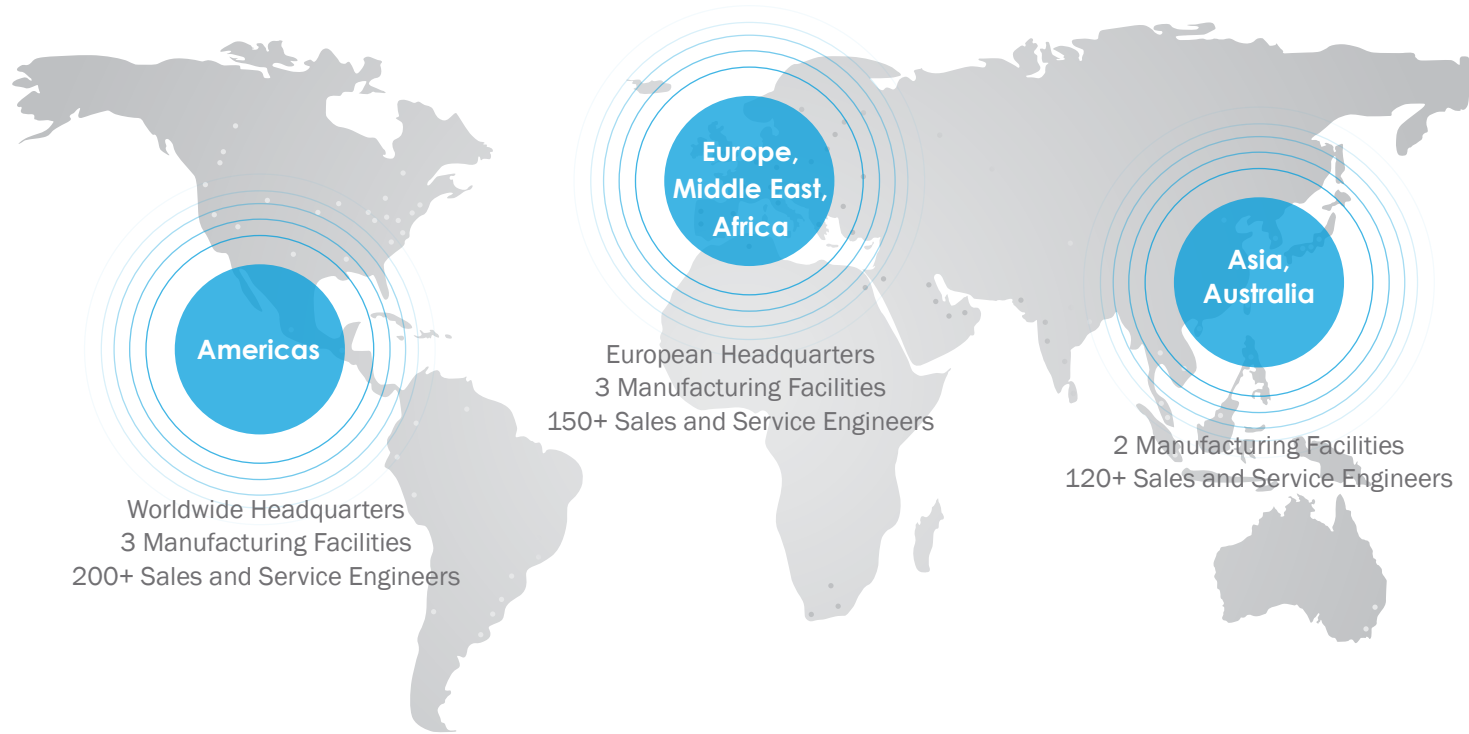 Americas
Worldwide Headquarters
3 Manufacturing Facilities
200+ Sales and Service Engineers
Europe,
Middle East,
Africa
European Headquarters
3 Manufacturing Facilities
150+ Sales and Service Engineers
Asia,
Australia
2 Manufacturing Facilities
120+ Sales and Service Engineers